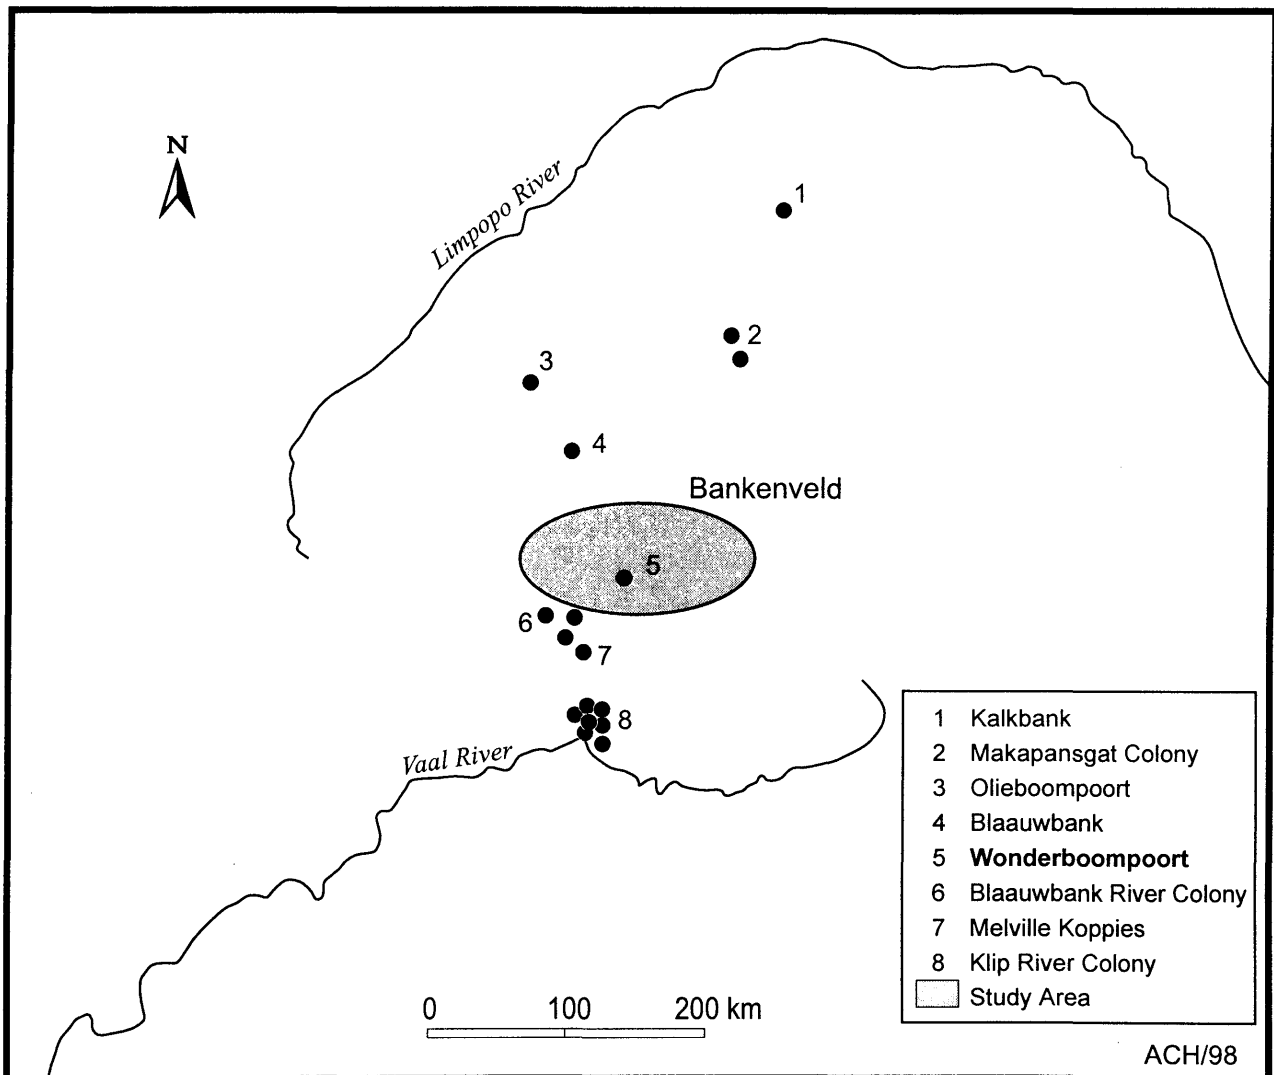 N
Limpopo River
1
2
3
4
Bankenveld
5
6
7
8
Vaal River
1 Kalkbank
2 Makapansgat Colony
3 Olieboompoort
4 Blaauwbank
5 Wonderboompoort
6 Blaauwbank River Colony
7 Melville Koppies
8 Klip River Colony
Study Area
0 100 200 km
ACH/98